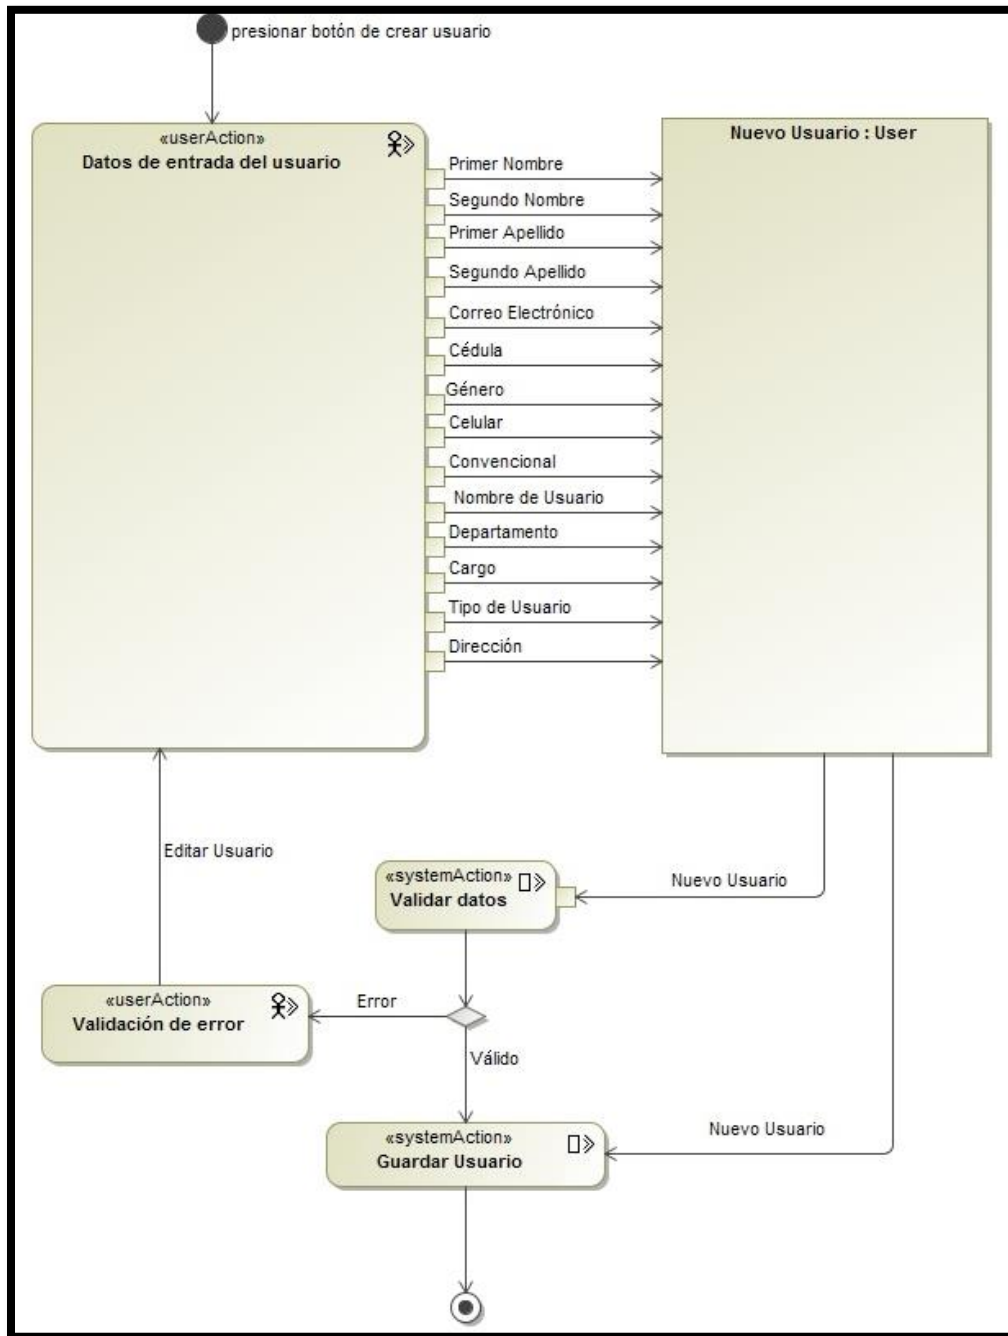 presionar botón de crear usuario
«userAction»
Datos de entrada del usuario
Nuevo Usuario : User
Primer Nombre
Segundo Nombre
Primer Apellido
Segundo Apellido
Correo Electrónico
Cédula
Género
Celular
Convencional
Nombre de Usuario
Departamento
Cargo
Tipo de Usuario
Dirección
Editar Usuario
«systemAction»
Validar datos
Nuevo Usuario
«userAction»
Validación de error
Error
Válido
«systemAction»
Guardar Usuario
Nuevo Usuario